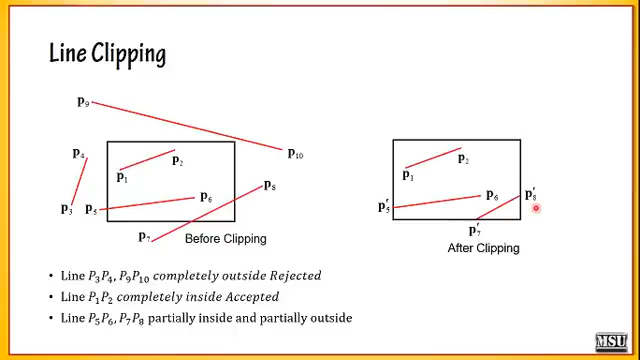 Line Clipping
p9
p4
p2
p10
p1
p3
p5
p6
p8
p7
Before Clipping
p2
p1
p'5
p6
p'8
p'7
After Clipping
• Line P3P4, P9P10 completely outside Rejected
• Line P1P2 completely inside Accepted
• Line P5P6, P7P8 partially inside and partially outside
MSU